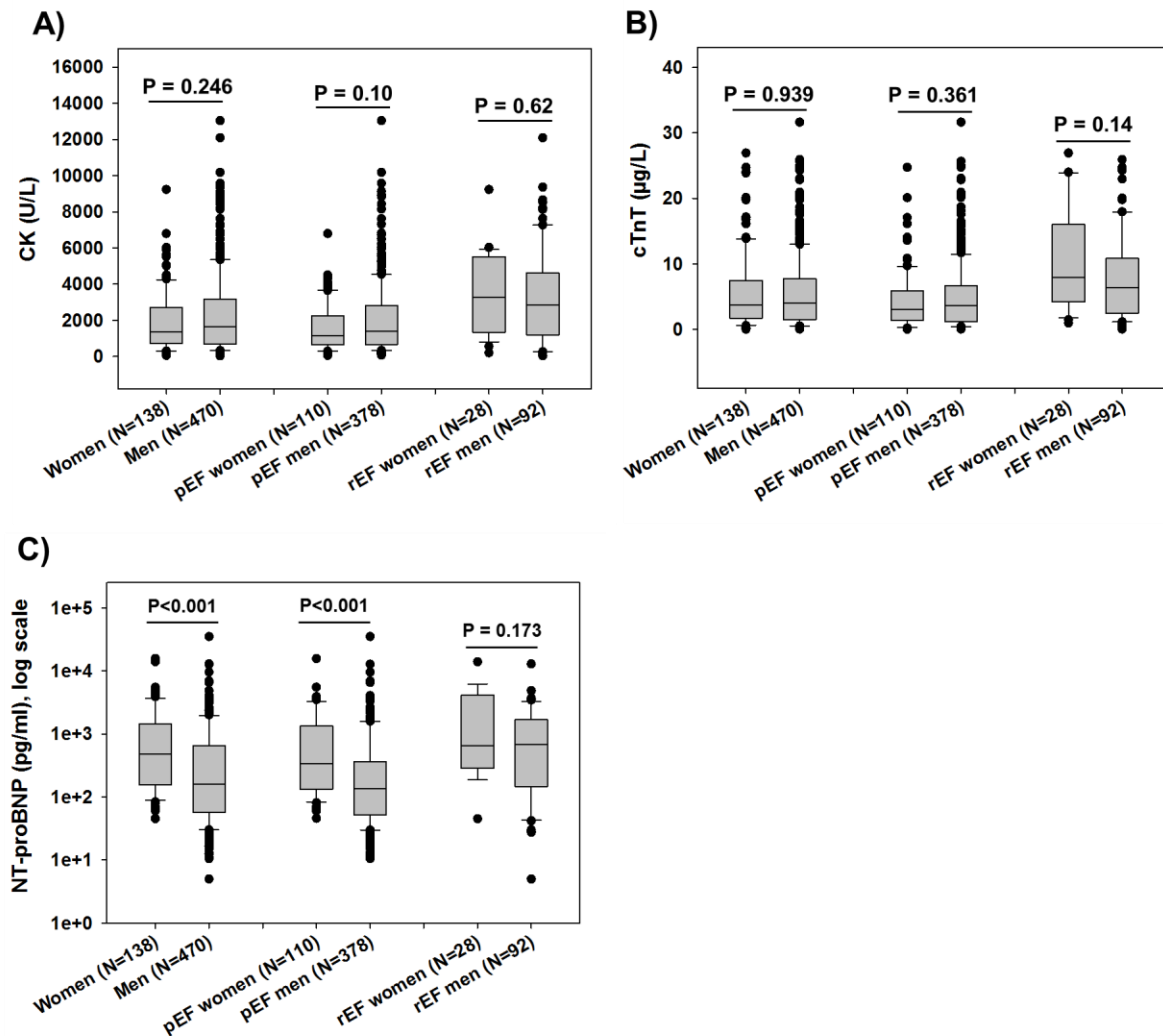 A)
CK (U/L)
16000
14000
12000
10000
8000
6000
4000
2000
0
P = 0.246
P = 0.10
P = 0.62
Women (N=138)
Men (N=470)
pEF women (N=110)
pEF men (N=378)
rEF women (N=28)
rEF men (N=92)
B)
cTnT (µg/L)
40
30
20
10
0
P = 0.939
P = 0.361
P = 0.14
Women (N=138)
Men (N=470)
pEF women (N=110)
pEF men (N=378)
rEF women (N=28)
rEF men (N=92)
C)
NT-proBNP (pg/ml), log scale
1e+5
1e+4
1e+3
1e+2
1e+1
1e+0
P<0.001
P<0.001
P = 0.173
Women (N=138)
Men (N=470)
pEF women (N=110)
pEF men (N=378)
rEF women (N=28)
rEF men (N=92)